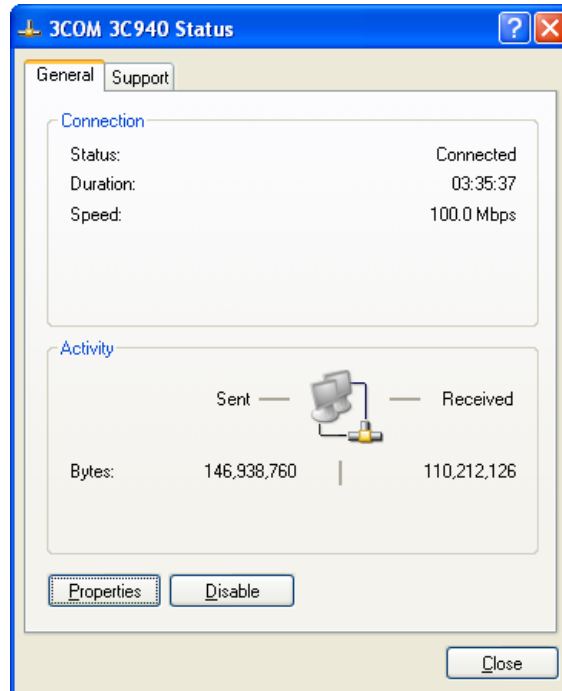 3COM 3C940 Status
General Support
Connection
Status: Connected
Duration: 03:35:37
Speed: 100.0 Mbps
Activity
Sent Received
Bytes: 146,938,760 110,212,126
Properties Disable
Close